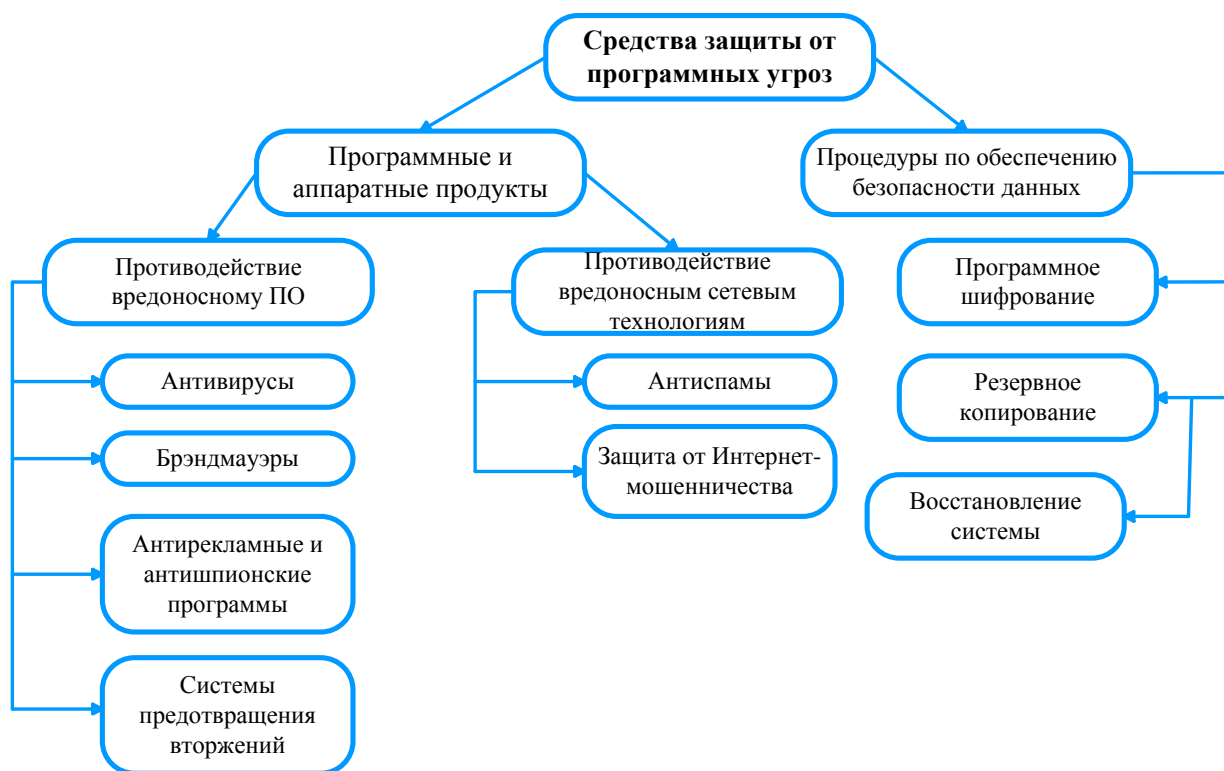 Средства защиты от
программных угроз
Программные и
аппаратные продукты
Процедуры по обеспечению
безопасности данных
Противодействие
вредоносному ПО
Противодействие
вредоносным сетевым
технологиям
Программное
шифрование
Антивирусы
Антиспамы
Резервное
копирование
Брэндмауэры
Защита от Интернет-
мошенничества
Восстановление
системы
Антирекламные и
антишпионские
программы
Системы
предотвращения
вторжений